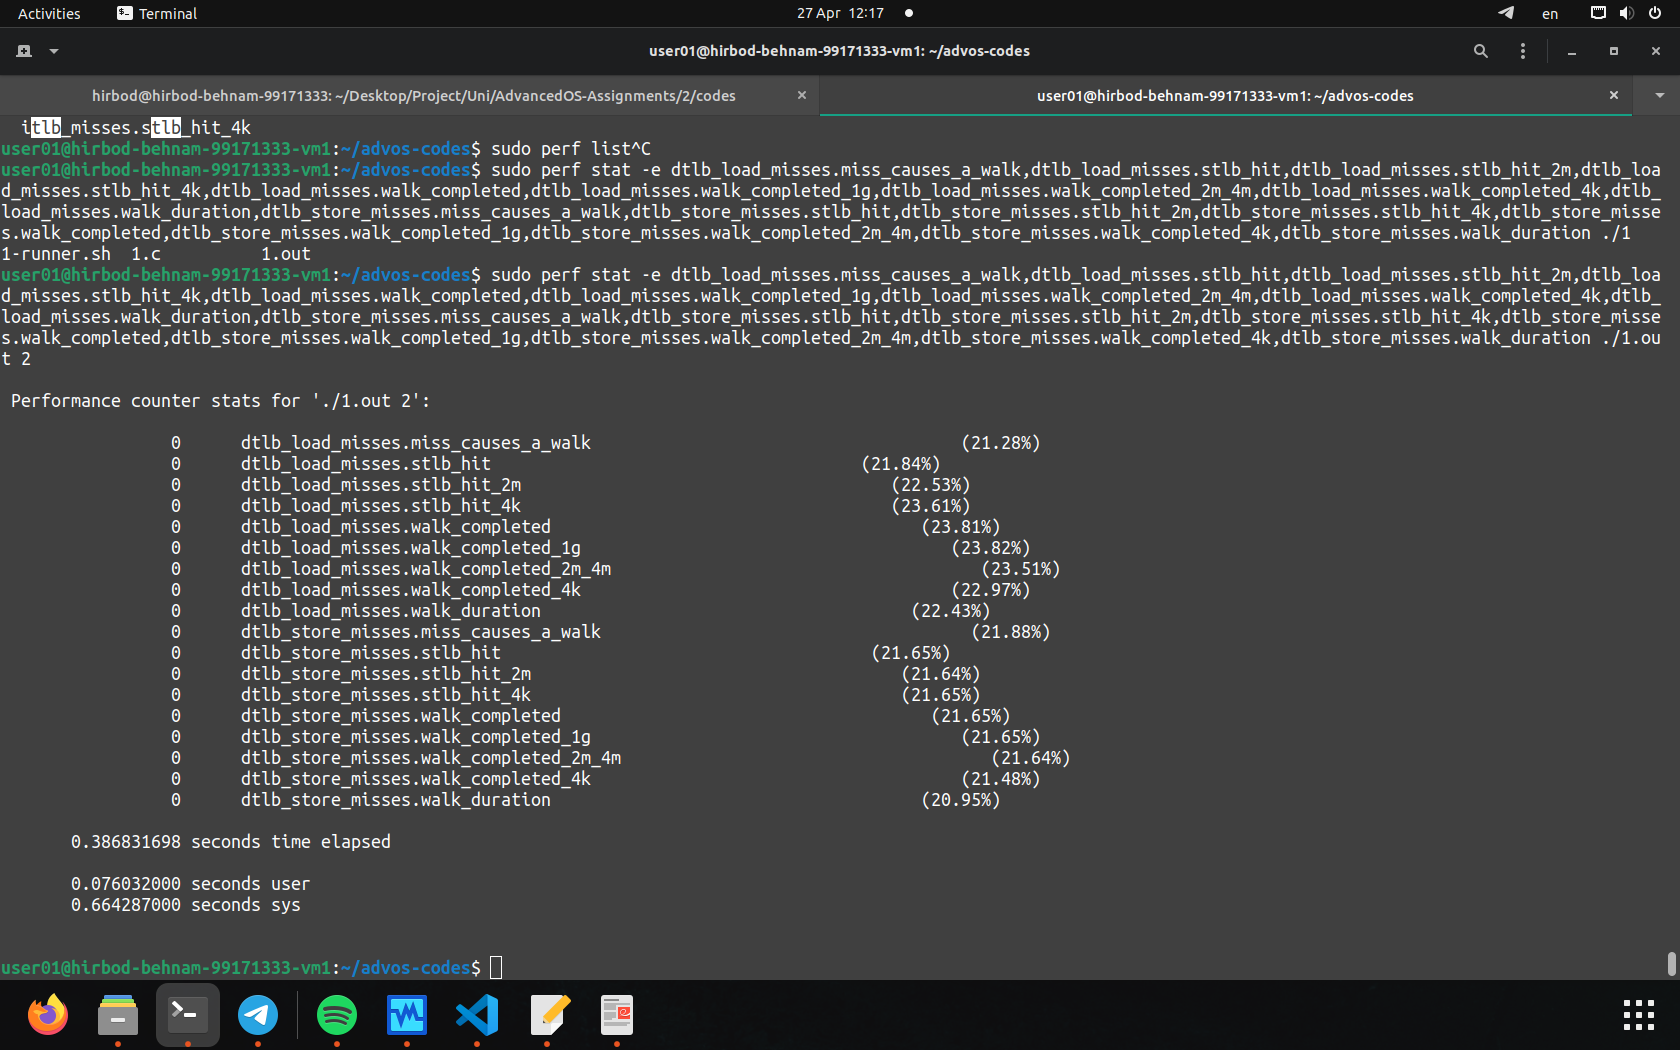 Activities
Terminal
27 Apr 12:17
en
user01@hirbod-behnam-99171333-vm1: ~/advos-codes
hirbod@hirbod-behnam-99171333: ~/Desktop/Project/Uni/AdvancedOS-Assignments/2/codes
user01@hirbod-behnam-99171333-vm1: ~/advos-codes
itlb_misses.stlb_hit_4k
user01@hirbod-behnam-99171333-vm1:~/advos-codes$ sudo perf list^C
user01@hirbod-behnam-99171333-vm1:~/advos-codes$ sudo perf stat -e dtlb_load_misses.miss_causes_a_walk,dtlb_load_misses.stlb_hit,dtlb_load_misses.stlb_hit_2m,dtlb_loa
d_misses.stlb_hit_4k,dtlb_load_misses.walk_completed,dtlb_load_misses.walk_completed_1g,dtlb_load_misses.walk_completed_2m_4m,dtlb_load_misses.walk_completed_4k,dtlb_
load_misses.walk_duration,dtlb_store_misses.miss_causes_a_walk,dtlb_store_misses.stlb_hit,dtlb_store_misses.stlb_hit_2m,dtlb_store_misses.stlb_hit_4k,dtlb_store_misse
s.walk_completed,dtlb_store_misses.walk_completed_1g,dtlb_store_misses.walk_completed_2m_4m,dtlb_store_misses.walk_completed_4k,dtlb_store_misses.walk_duration ./1
1-runner.sh 1.c 1.out
user01@hirbod-behnam-99171333-vm1:~/advos-codes$ sudo perf stat -e dtlb_load_misses.miss_causes_a_walk,dtlb_load_misses.stlb_hit,dtlb_load_misses.stlb_hit_2m,dtlb_loa
d_misses.stlb_hit_4k,dtlb_load_misses.walk_completed,dtlb_load_misses.walk_completed_1g,dtlb_load_misses.walk_completed_2m_4m,dtlb_load_misses.walk_completed_4k,dtlb_
load_misses.walk_duration,dtlb_store_misses.miss_causes_a_walk,dtlb_store_misses.stlb_hit,dtlb_store_misses.stlb_hit_2m,dtlb_store_misses.stlb_hit_4k,dtlb_store_misse
s.walk_completed,dtlb_store_misses.walk_completed_1g,dtlb_store_misses.walk_completed_2m_4m,dtlb_store_misses.walk_completed_4k,dtlb_store_misses.walk_duration ./1.ou
t 2
Performance counter stats for './1.out 2':
0 dtlb_load_misses.miss_causes_a_walk (21.28%)
0 dtlb_load_misses.stlb_hit (21.84%)
0 dtlb_load_misses.stlb_hit_2m (22.53%)
0 dtlb_load_misses.stlb_hit_4k (23.61%)
0 dtlb_load_misses.walk_completed (23.81%)
0 dtlb_load_misses.walk_completed_1g (23.82%)
0 dtlb_load_misses.walk_completed_2m_4m (23.51%)
0 dtlb_load_misses.walk_completed_4k (22.97%)
0 dtlb_load_misses.walk_duration (22.43%)
0 dtlb_store_misses.miss_causes_a_walk (21.88%)
0 dtlb_store_misses.stlb_hit (21.65%)
0 dtlb_store_misses.stlb_hit_2m (21.64%)
0 dtlb_store_misses.stlb_hit_4k (21.65%)
0 dtlb_store_misses.walk_completed (21.65%)
0 dtlb_store_misses.walk_completed_1g (21.65%)
0 dtlb_store_misses.walk_completed_2m_4m (21.64%)
0 dtlb_store_misses.walk_completed_4k (21.48%)
0 dtlb_store_misses.walk_duration (20.95%)
0.386831698 seconds time elapsed
0.076032000 seconds user
0.664287000 seconds sys
user01@hirbod-behnam-99171333-vm1:~/advos-codes$